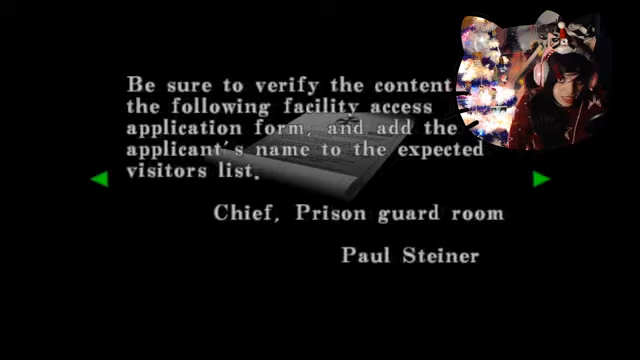 Be sure to verify the content
the following facility access
application form, and add the
applicant's name to the expected
visitors list.
Chief, Prison guard room
Paul Steiner